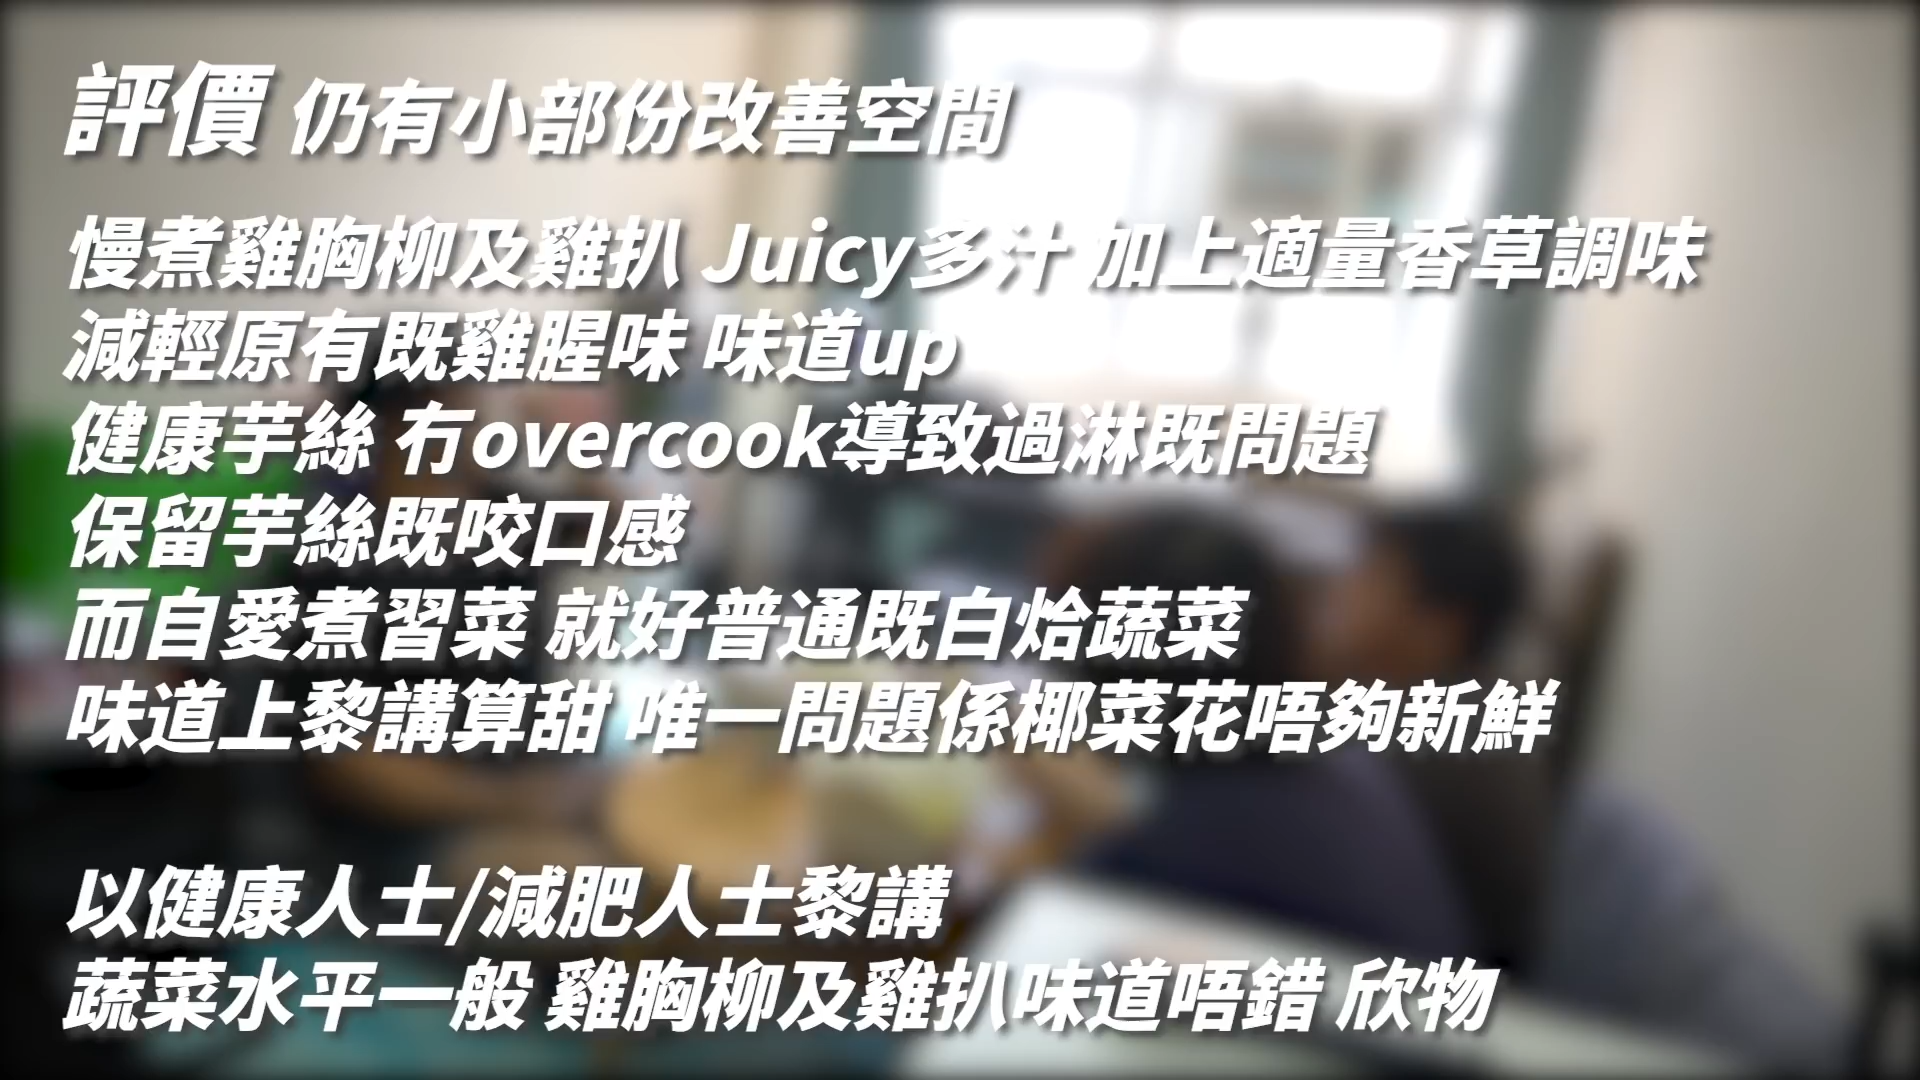 評價 仍有小部份改善空間
慢煮雞胸柳及雞扒 Juicy多汁 加上適量香草調味
減輕原有既雞腥味 味道up
健康芋絲 冇overcook導致過淋既問題
保留芋絲既咬口感
而自愛煮習菜 就好普通既白烚蔬菜
味道上黎講算甜 唯一問題係椰菜花唔夠新鮮
以健康人士/減肥人士黎講
蔬菜水平一般 雞胸柳及雞扒味道唔錯 欣物